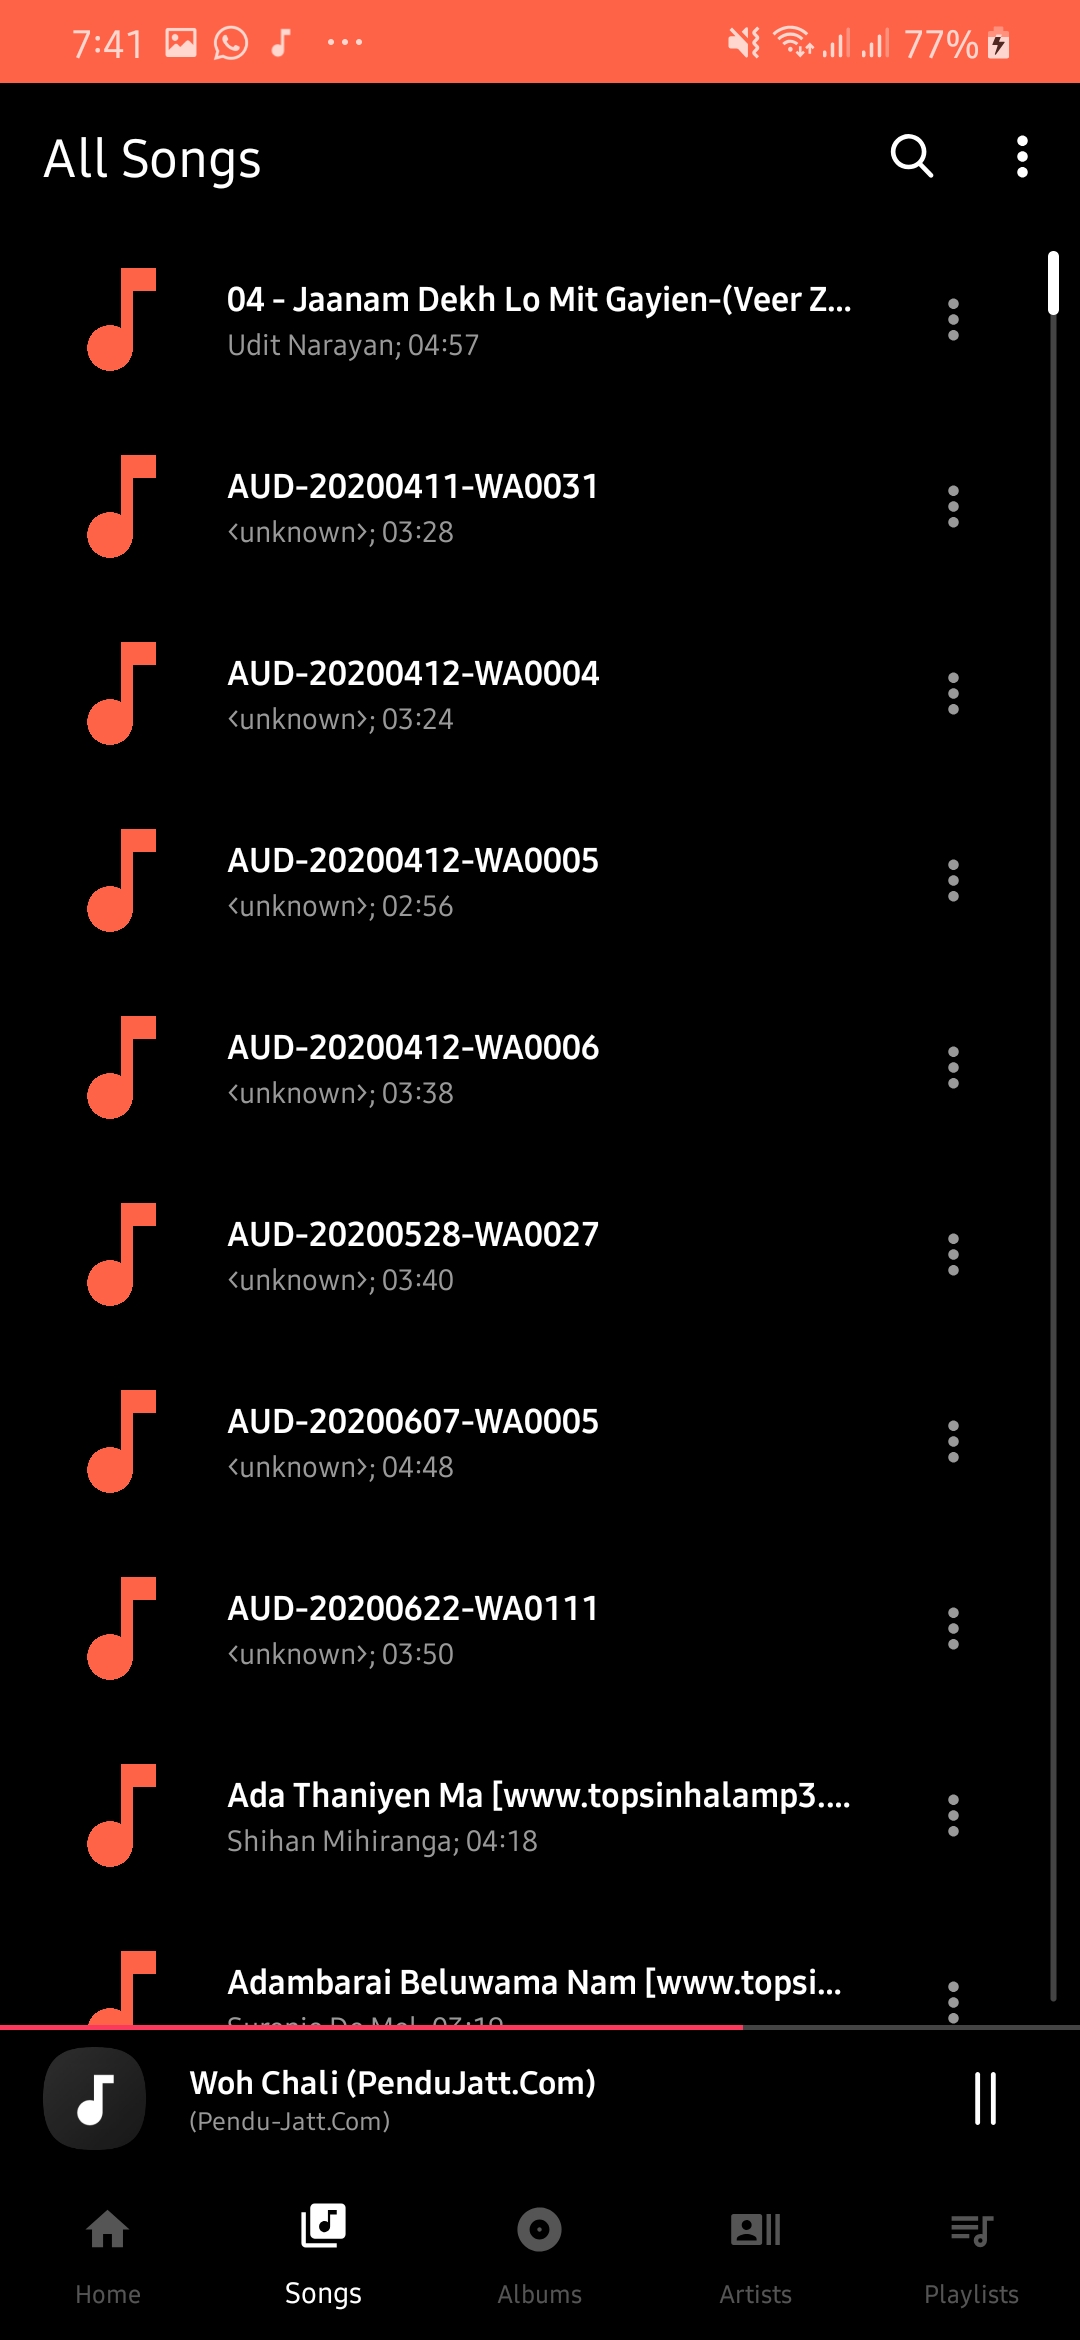 7:41 77%
All Songs
04 - Jaanam Dekh Lo Mit Gayien-(Veer Z...
Udit Narayan; 04:57
AUD-20200411-WA0031
<unknown>; 03:28
AUD-20200412-WA0004
<unknown>; 03:24
AUD-20200412-WA0005
<unknown>; 02:56
AUD-20200412-WA0006
<unknown>; 03:38
AUD-20200528-WA0027
<unknown>; 03:40
AUD-20200607-WA0005
<unknown>; 04:48
AUD-20200622-WA0111
<unknown>; 03:50
Ada Thaniyen Ma [www.topsinhalamp3....
Shihan Mihiranga; 04:18
Adambarai Beluwama Nam [www.topsi...
Woh Chali (PenduJatt.Com)
(Pendu-Jatt.Com)
Home Songs Albums Artists Playlists